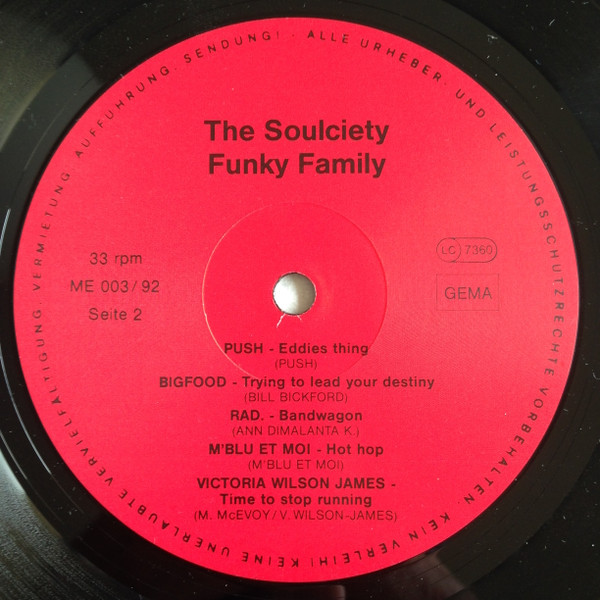 The Soulciety
Funky Family
33 rpm
ME 003/92
Seite 2
LC 7360
GEMA
PUSH - Eddies thing
(PUSH)
BIGFOOD - Trying to lead your destiny
(BILL BICKFORD)
RAD. - Bandwagon
(ANN DIMALANTA K.)
M'BLU ET MOI - Hot hop
(M'BLU ET MOI)
VICTORIA WILSON JAMES -
Time to stop running
(M. McEVOY/V. WILSON-JAMES)
ALLE URHEBER- UND LEISTUNGSSCHUTZRECHTE VORBEHALTEN. KEIN VERLEIH! KEINE UNERLAUBTE VERVIELFÄLTIGUNG, VERMIETUNG, AUFFÜHRUNG, SENDUNG!